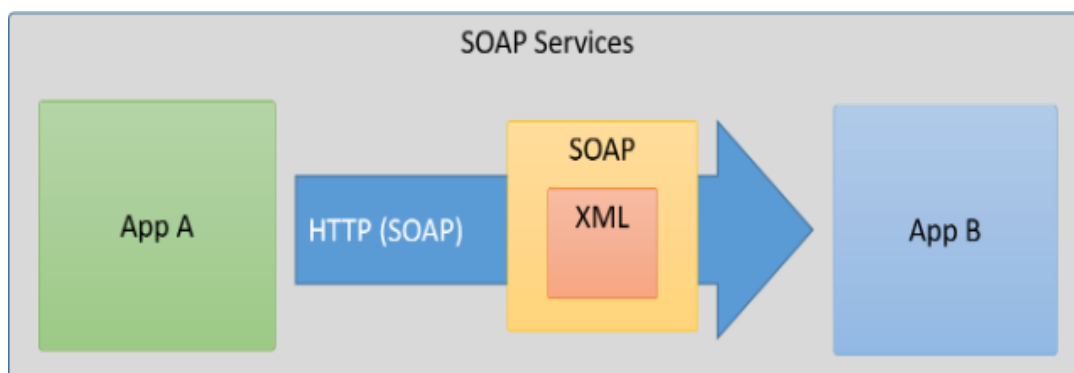 SOAP Services
App A
HTTP (SOAP)
SOAP
XML
App B